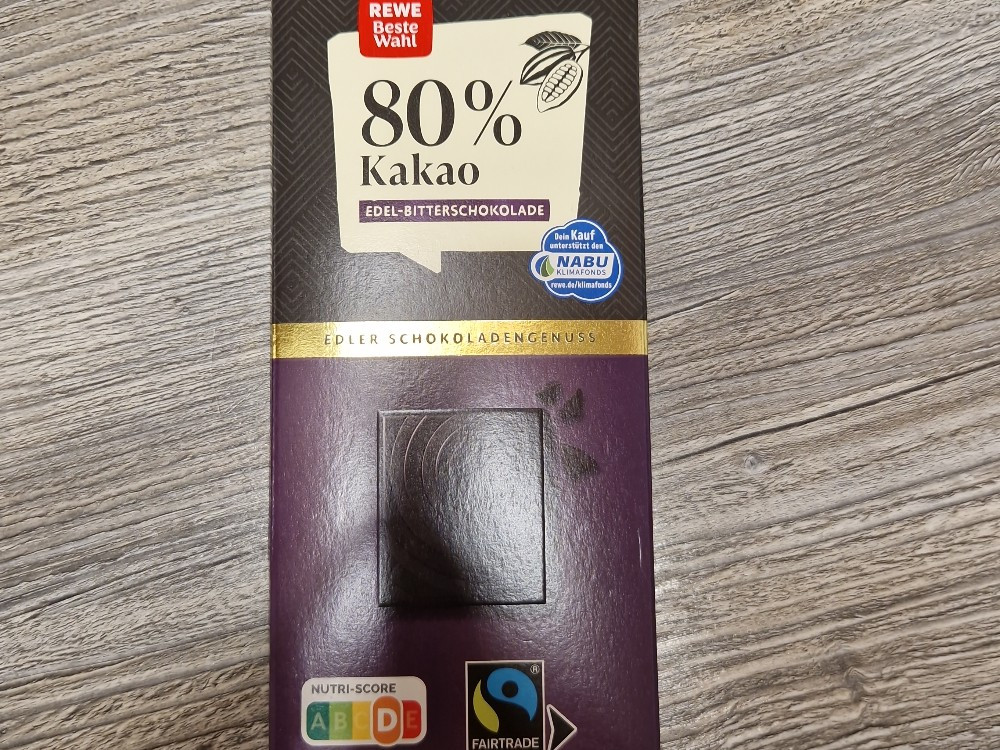 REWE
Beste
Wahl
80%
Kakao
EDEL-BITTERSCHOKOLADE
Dein Kauf
unterstützt den
NABU
KLIMAFONDS
rewe.de/klimafonds
EDLER SCHOKOLADENGENUSS
NUTRI-SCORE
ABCDE
®
FAIRTRADE